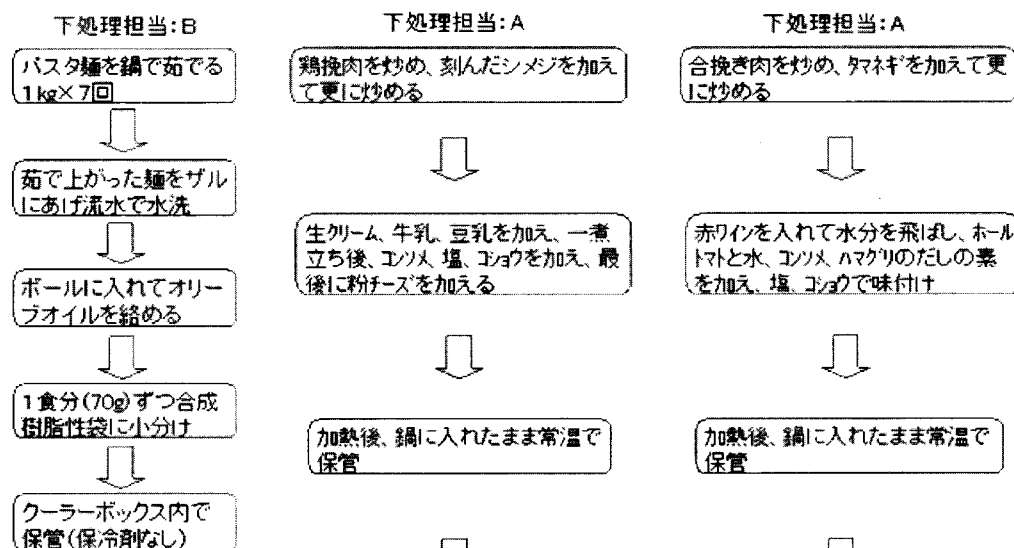 下処理担当:B
パスタ麺を鍋で茹でる
1kg×7回
茹で上がった麺をザル
にあげ流水で水洗
ボールに入れてオリー
ブオイルを絡める
1食分(70g)ずつ合成
樹脂性袋に小分け
クーラーボックス内で
保管(保冷剤なし)
下処理担当:A
鶏挽肉を炒め、刻んだシメジを加え
て更に炒める
生クリーム、牛乳、豆乳を加え、一煮
立ち後、コンソメ、塩、コショウを加え、最
後に粉チーズを加える
加熱後、鍋に入れたまま常温で
保管
下処理担当:A
合挽き肉を炒め、タマネギを加えて更
に炒める
赤ワインを入れて水分を飛ばし、ホール
トマトと水、コンソメ、ハマグリのだしの素
を加え、塩、コショウで味付け
加熱後、鍋に入れたまま常温で
保管